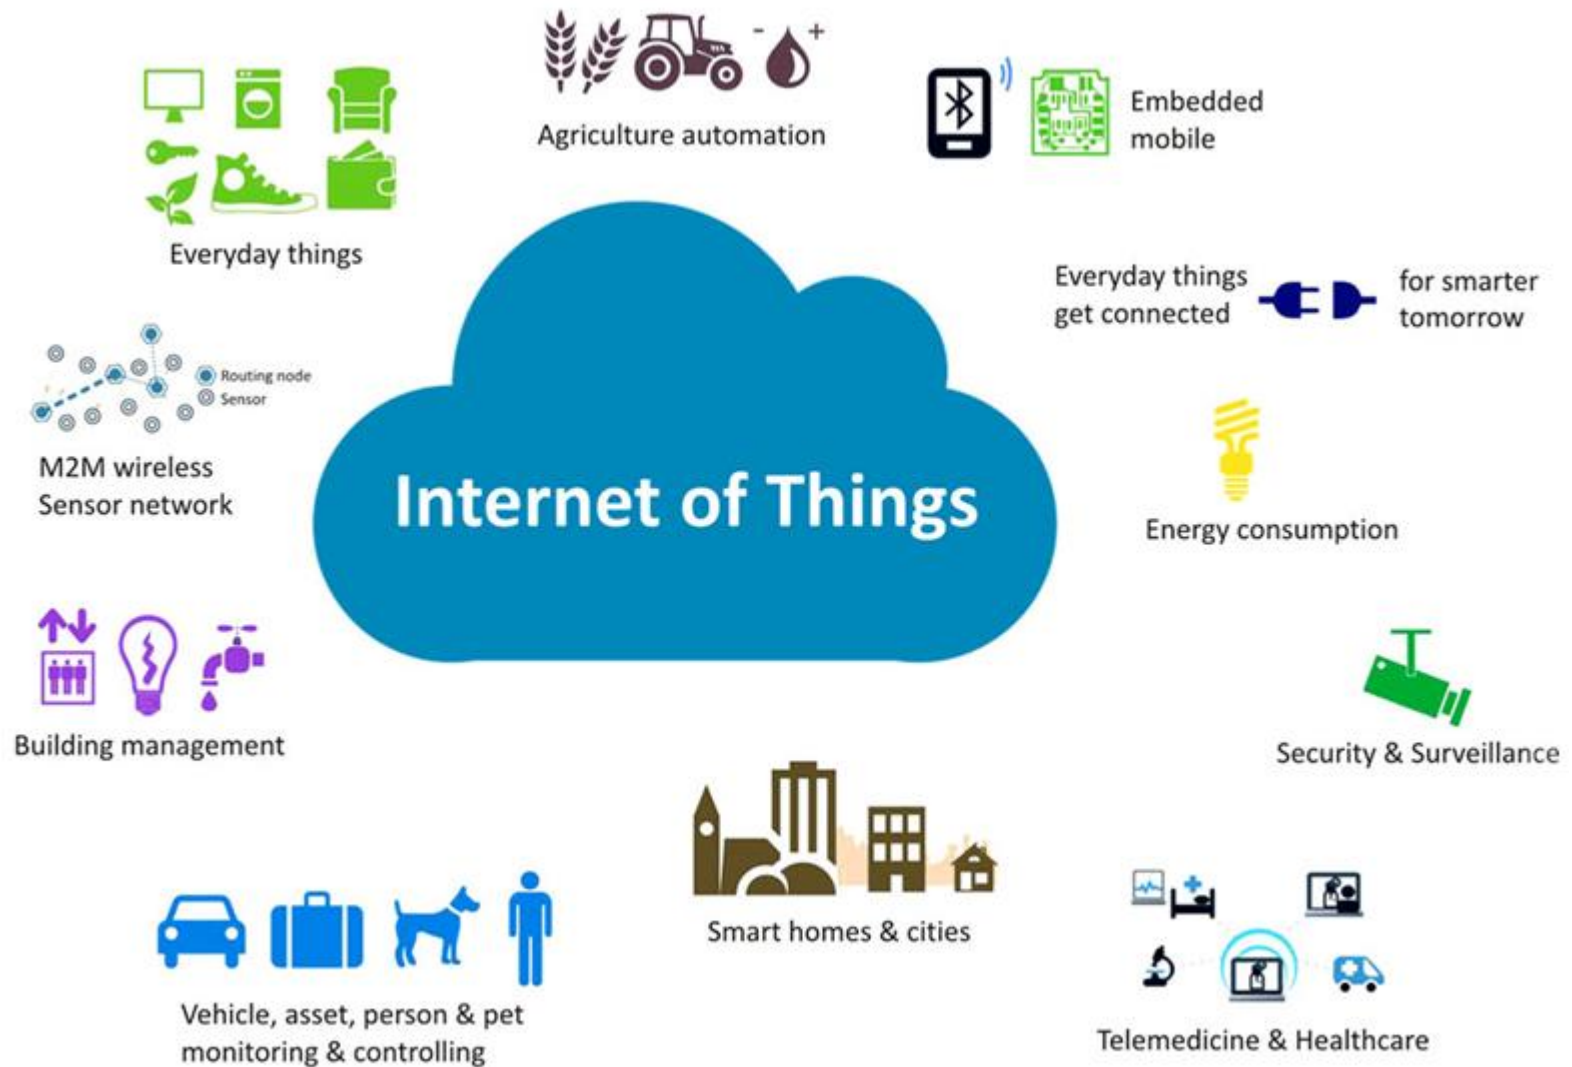 Agriculture automation
Embedded
mobile
Everyday things
Everyday things
get connected
for smarter
tomorrow
Routing node
Sensor
M2M wireless
Sensor network
Internet of Things
Energy consumption
Building management
Security & Surveillance
Smart homes & cities
Vehicle, asset, person & pet
monitoring & controlling
Telemedicine & Healthcare